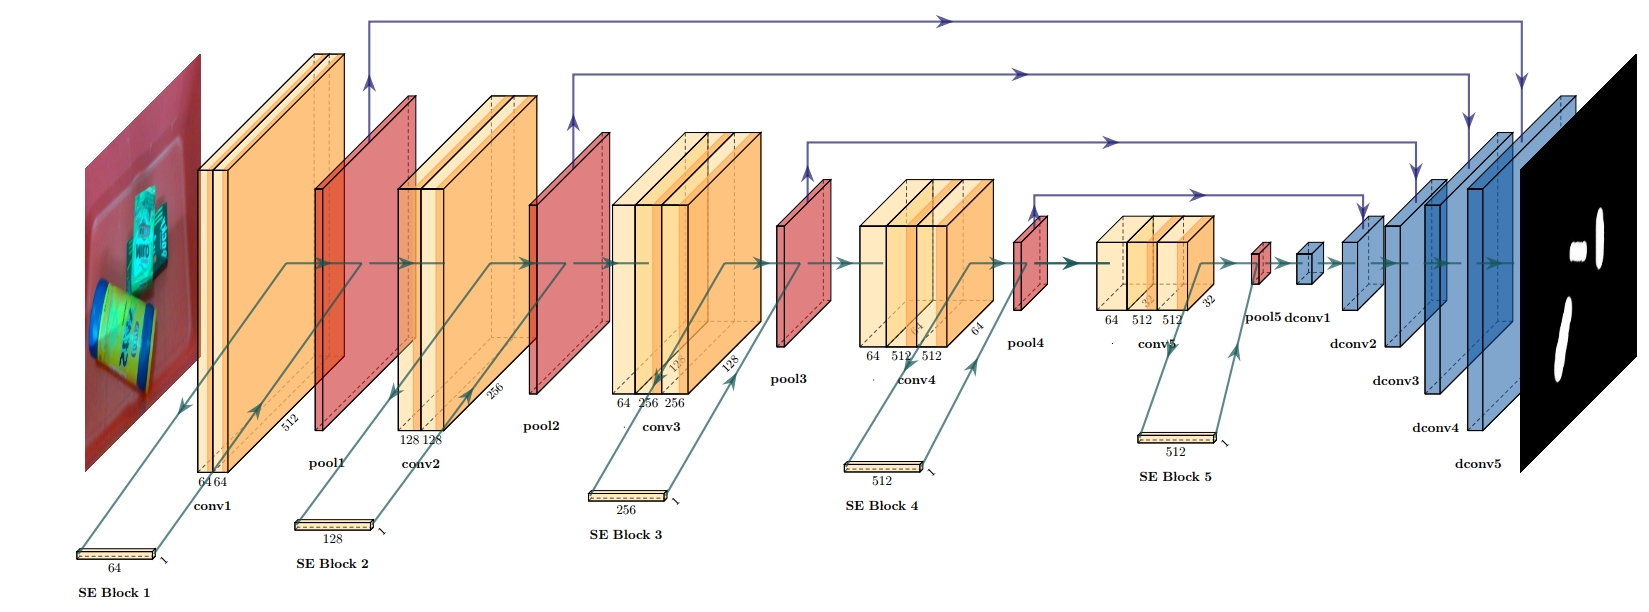 64 64
512
conv1
pool1
64
1
SE Block 1
128 128
256
conv2
pool2
128
1
SE Block 2
64 256 256
128
128
conv3
pool3
256
1
SE Block 3
64 512 512
64
64
conv4
pool4
512
1
SE Block 4
64 512 512
32
32
conv5
pool5
512
1
SE Block 5
dconv1
dconv2
dconv3
dconv4
dconv5